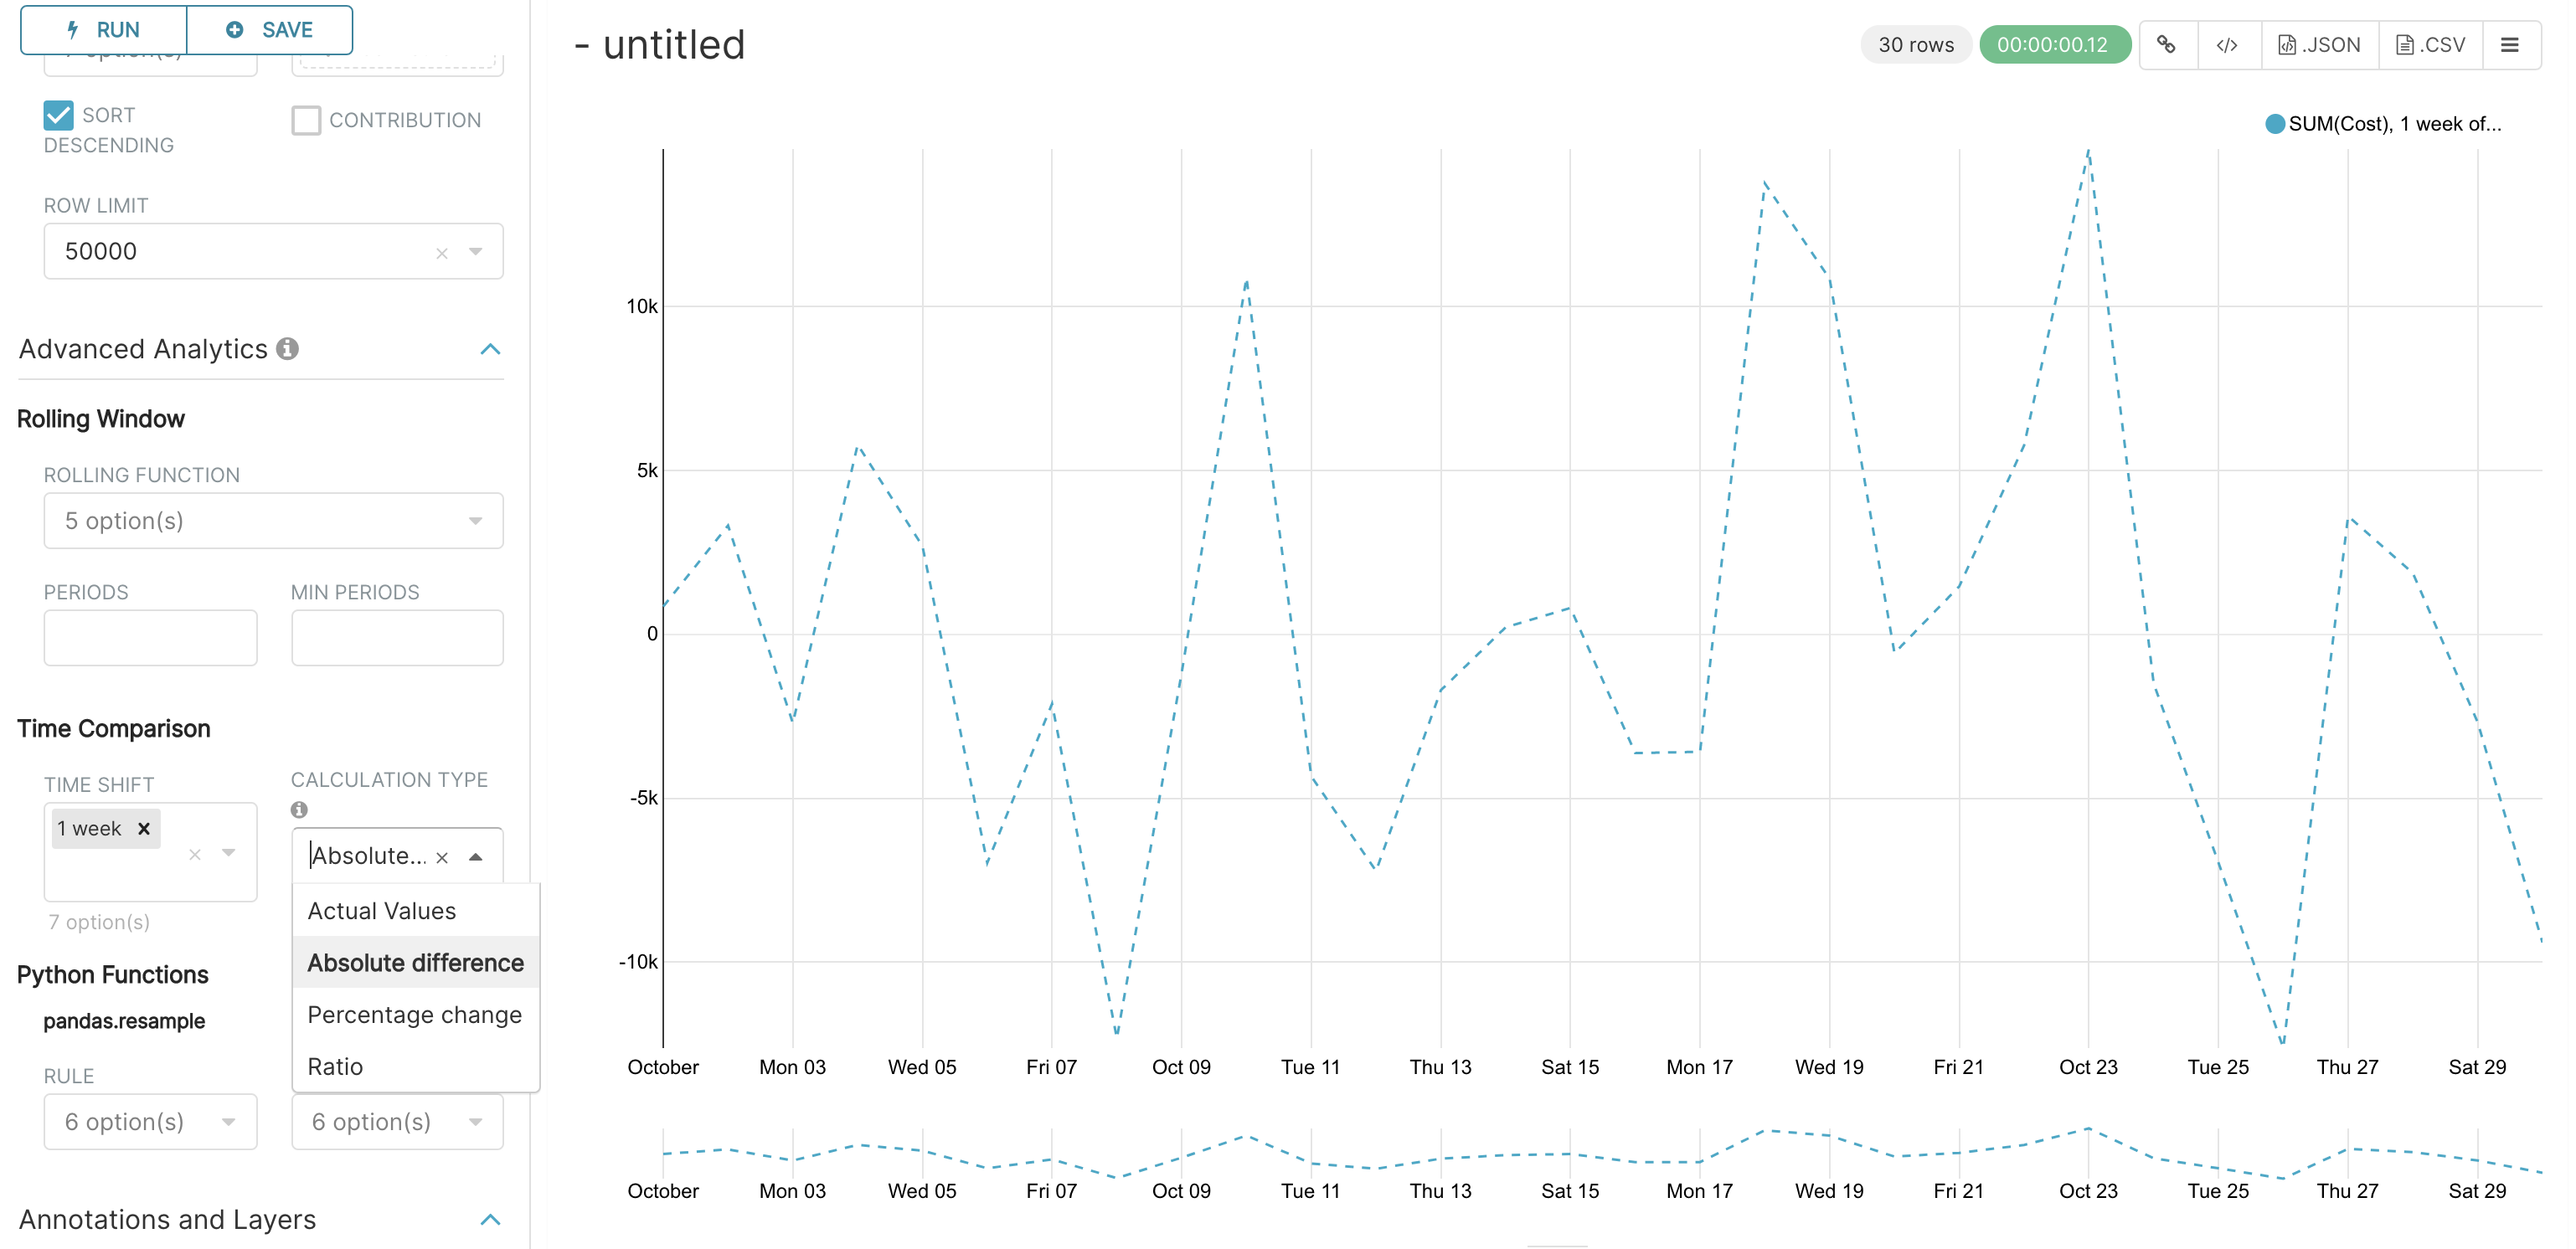 RUN
SAVE
- untitled
30 rows
00:00:00.12
.JSON
.CSV
SORT DESCENDING
CONTRIBUTION
ROW LIMIT
50000
Advanced Analytics
Rolling Window
ROLLING FUNCTION
5 option(s)
PERIODS
MIN PERIODS
Time Comparison
TIME SHIFT
1 week
7 option(s)
CALCULATION TYPE
Absolute...
Actual Values
Absolute difference
Percentage change
Ratio
Python Functions
pandas.resample
RULE
6 option(s)
6 option(s)
Annotations and Layers
SUM(Cost), 1 week of...
10k
5k
0
-5k
-10k
October Mon 03 Wed 05 Fri 07 Oct 09 Tue 11 Thu 13 Sat 15 Mon 17 Wed 19 Fri 21 Oct 23 Tue 25 Thu 27 Sat 29
October Mon 03 Wed 05 Fri 07 Oct 09 Tue 11 Thu 13 Sat 15 Mon 17 Wed 19 Fri 21 Oct 23 Tue 25 Thu 27 Sat 29